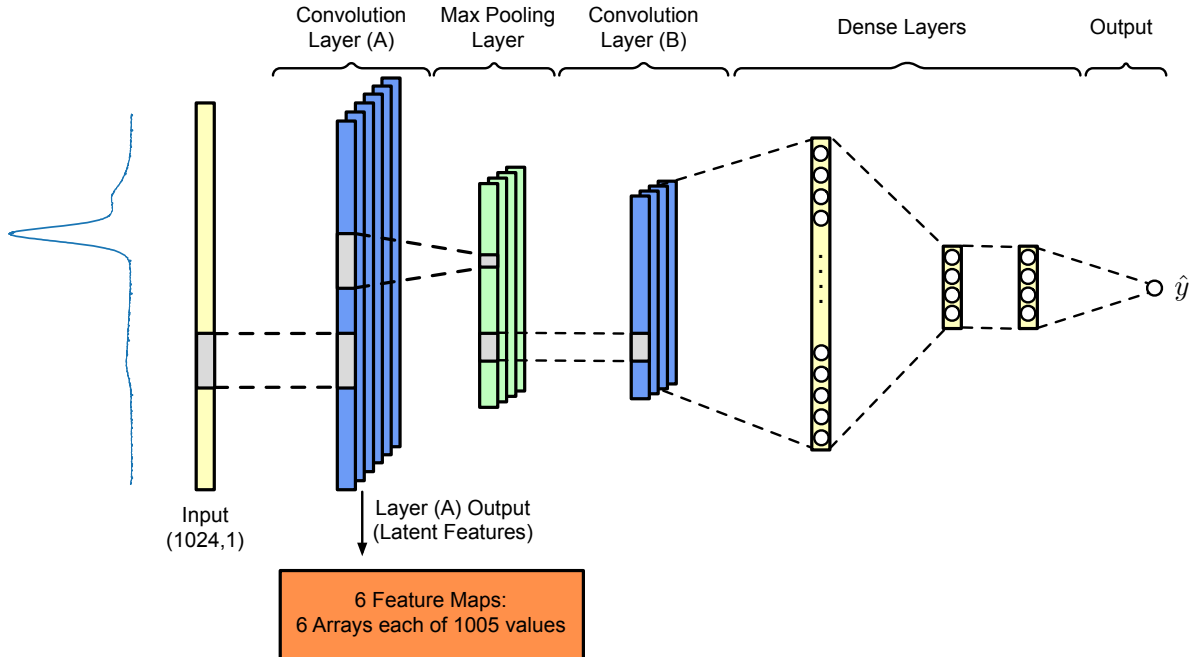 Convolution
Layer (A)
Max Pooling
Layer
Convolution
Layer (B)
Dense Layers
Output
ŷ
Input
(1024,1)
Layer (A) Output
(Latent Features)
6 Feature Maps:
6 Arrays each of 1005 values